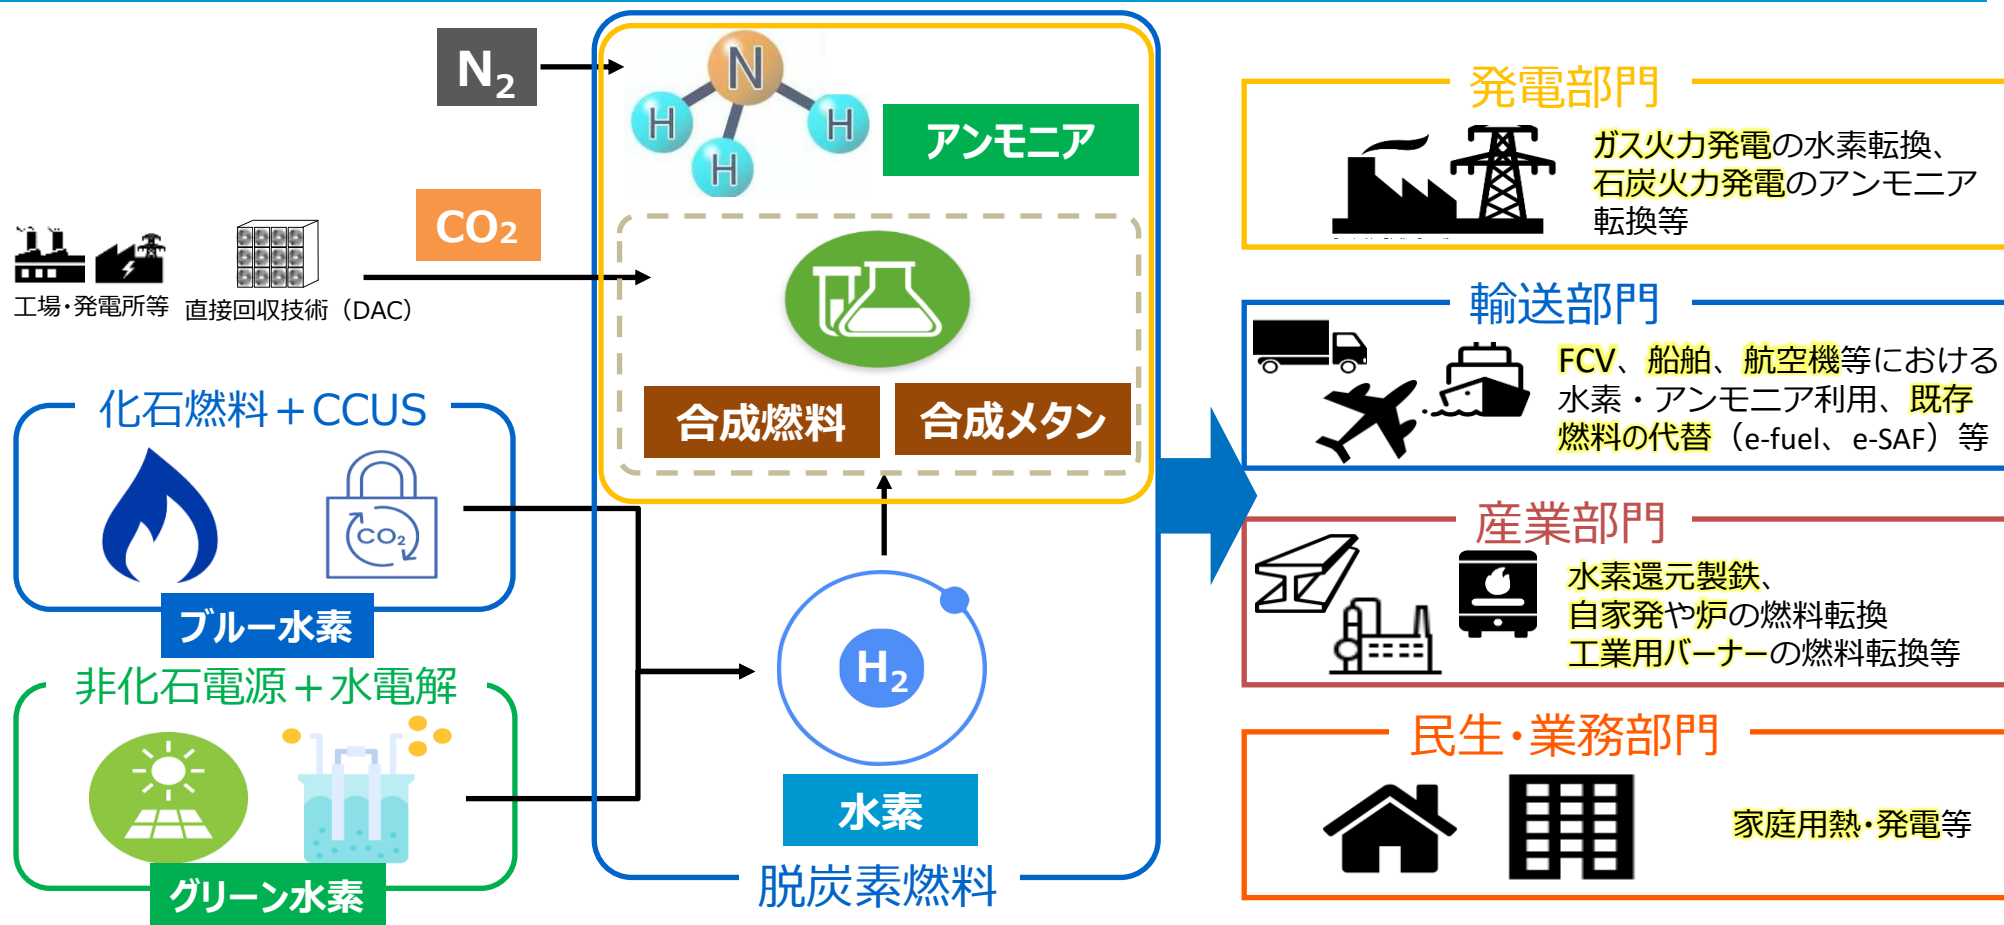 N2
N
H
H
H
アンモニア
CO2
工場・発電所等
直接回収技術（DAC）
合成燃料
合成メタン
化石燃料＋CCUS
CO2
ブルー水素
非化石電源＋水電解
グリーン水素
H2
水素
脱炭素燃料
発電部門
ガス火力発電の水素転換、
石炭火力発電のアンモニア
転換等
輸送部門
FCV、船舶、航空機等における
水素・アンモニア利用、既存
燃料の代替（e-fuel、e-SAF）等
産業部門
水素還元製鉄、
自家発や炉の燃料転換
工業用バーナーの燃料転換等
民生・業務部門
家庭用熱・発電等